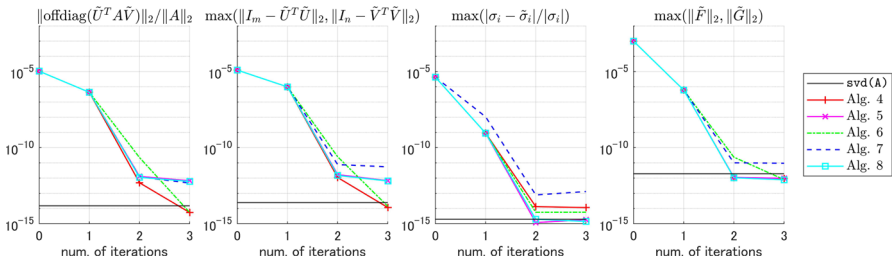 ‖offdiag(Ũ^T AṼ)‖₂/‖A‖₂
10^-5
10^-10
10^-15
0 1 2 3
num. of iterations
max(‖I_m − Ũ^T Ũ‖₂, ‖I_n − Ṽ^T Ṽ‖₂)
10^-5
10^-10
10^-15
0 1 2 3
num. of iterations
max(|σ_i − σ̃_i|/|σ_i|)
10^-5
10^-10
10^-15
0 1 2 3
num. of iterations
max(‖F̃‖₂, ‖G̃‖₂)
10^-5
10^-10
10^-15
0 1 2 3
num. of iterations
svd(A)
Alg. 4
Alg. 5
Alg. 6
Alg. 7
Alg. 8